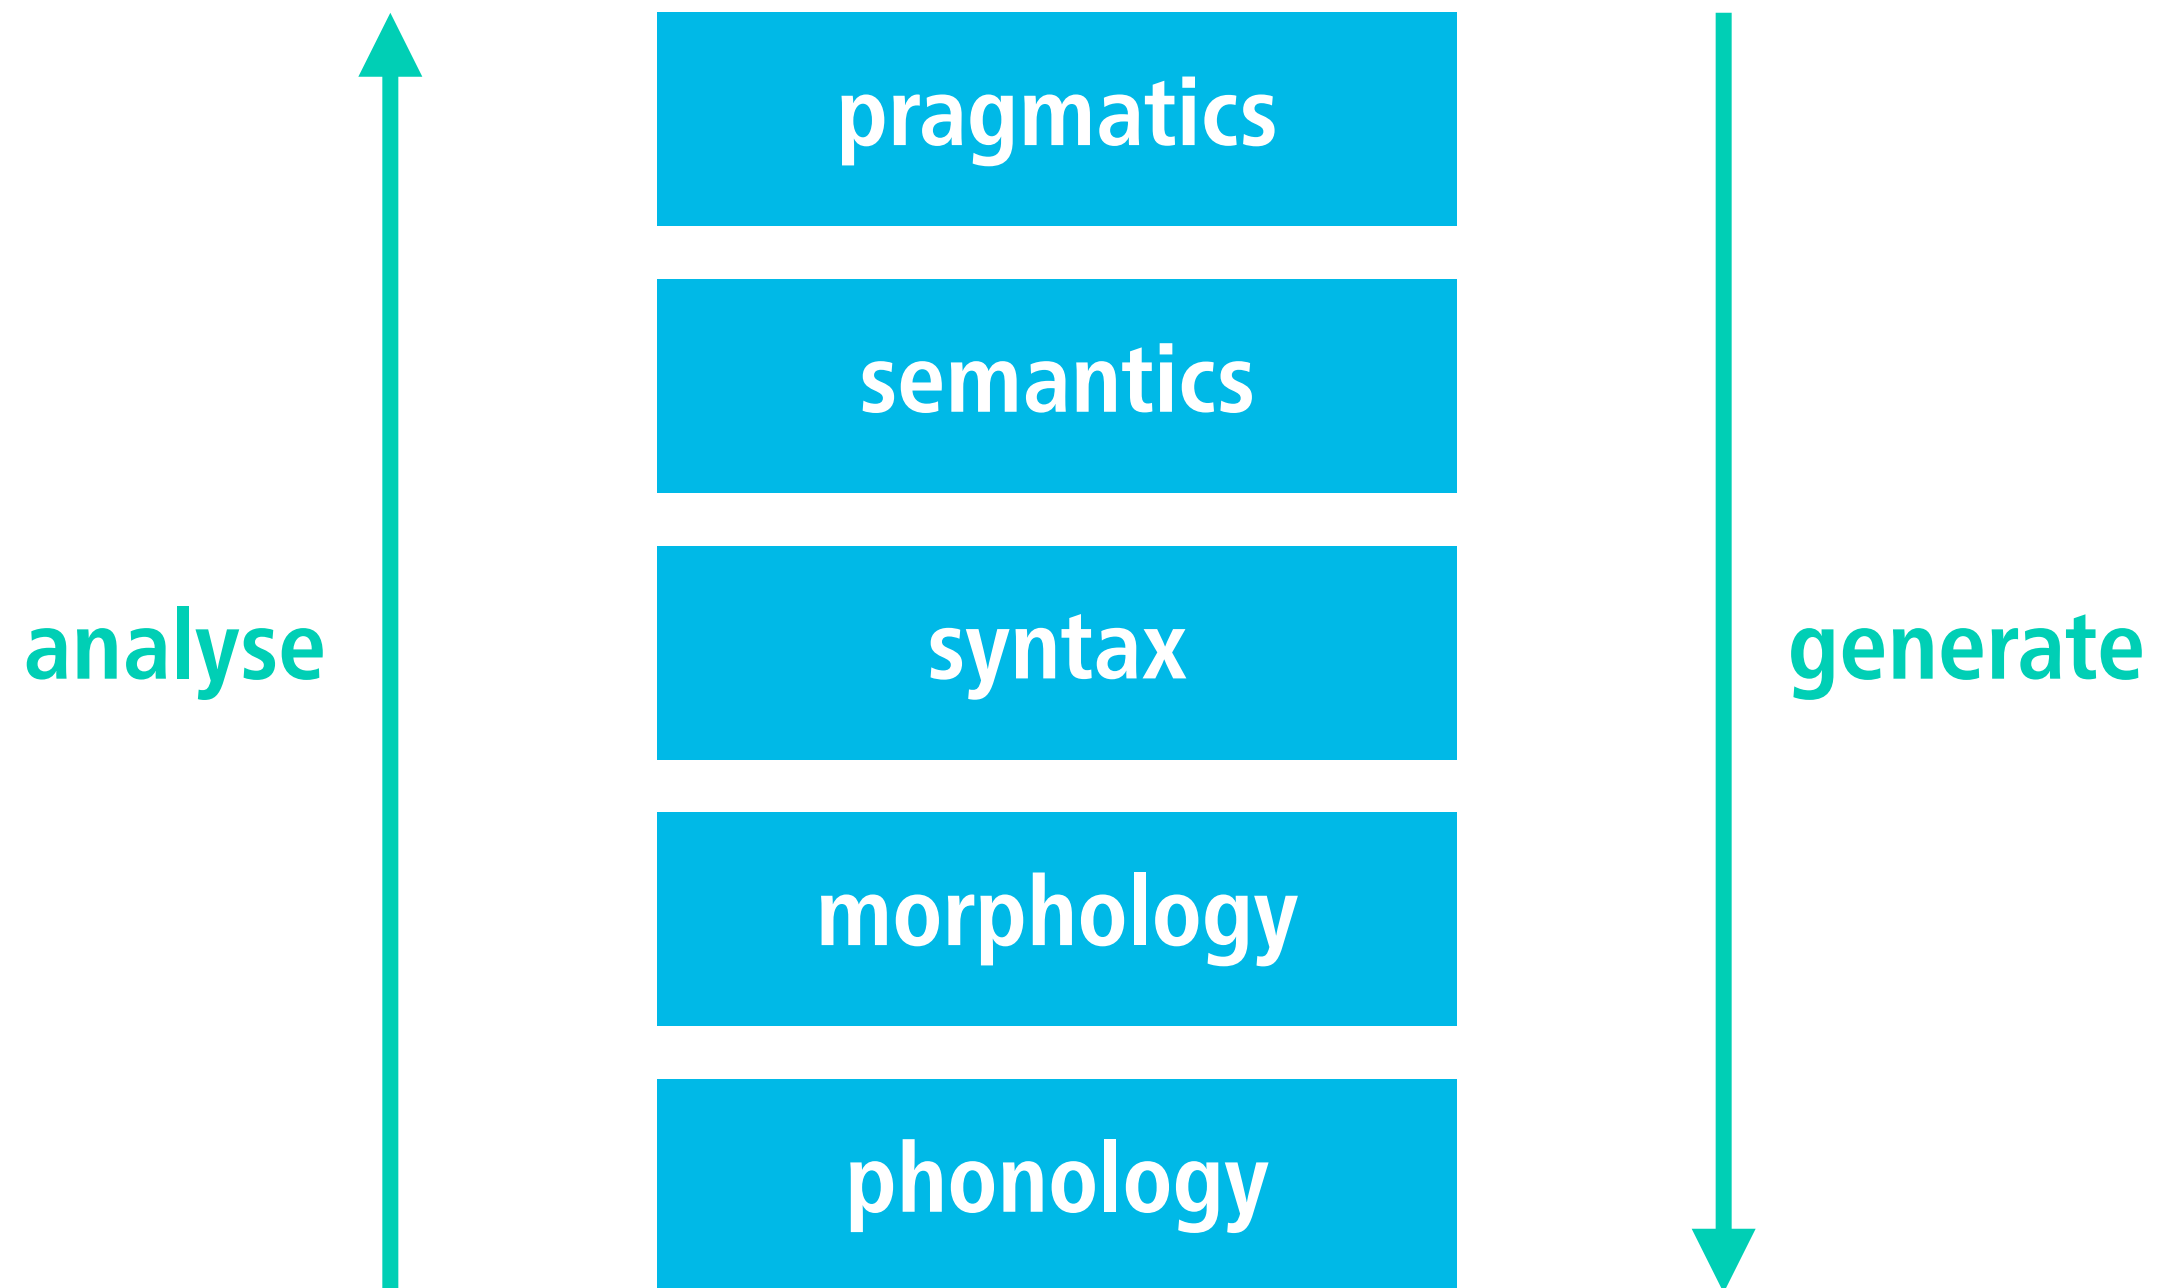 pragmatics
semantics
analyse
syntax
generate
morphology
phonology